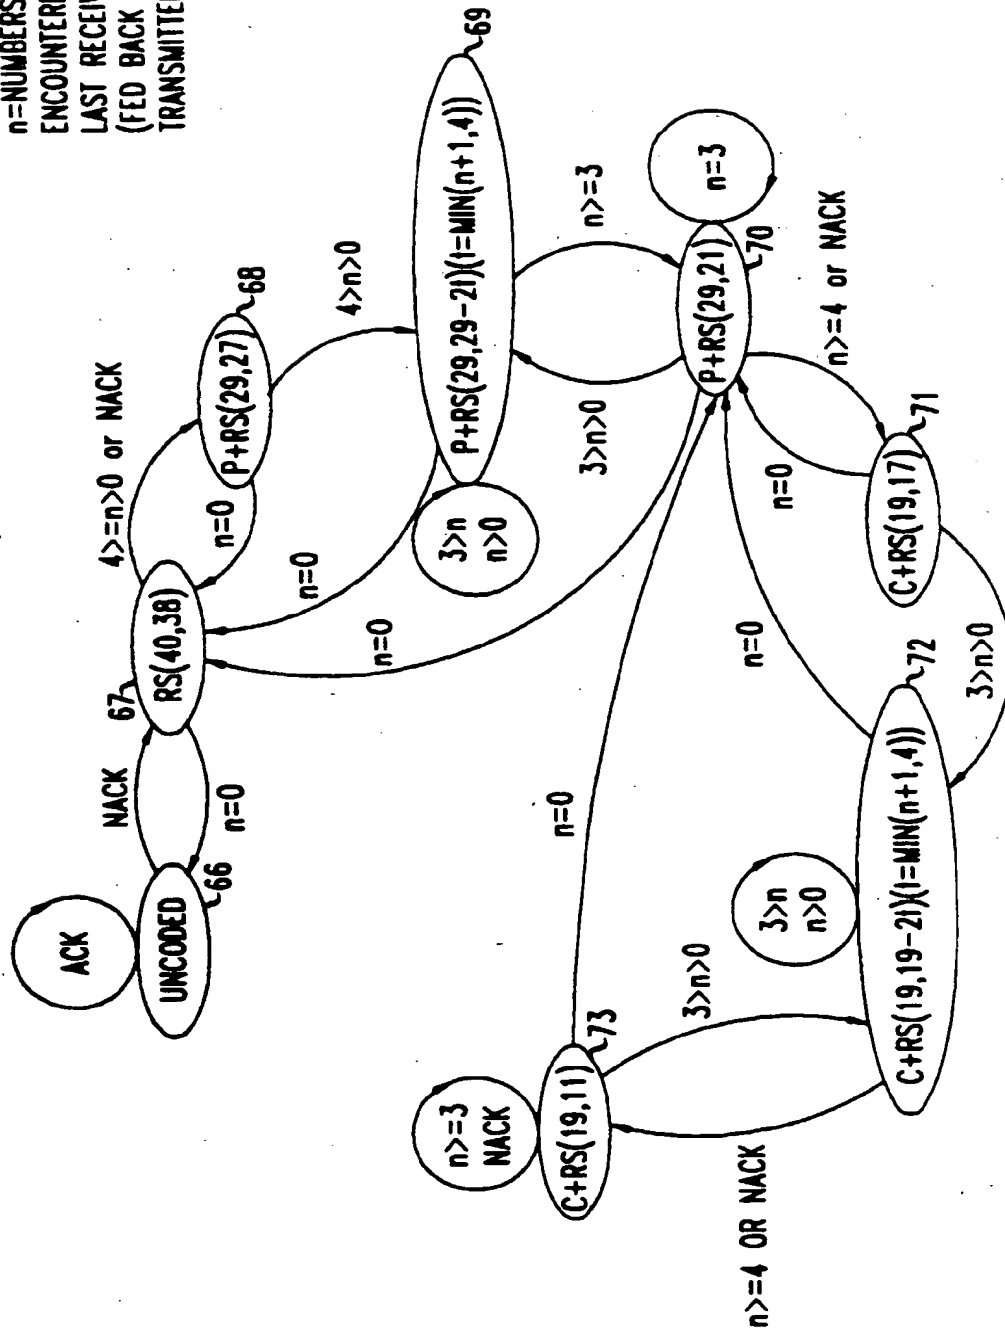 n=NUMBERS
ENCOUNTER
LAST RECEI
(FED BACK
TRANSMITTE
ACK
UNCODED
66
NACK
n=0
67
RS(40,38)
4>=n>0 or NACK
n=0
P+RS(29,27)
68
4>n>0
n=0
3>n
n>0
P+RS(29,29-2I)(I=MIN(n+1,4))
69
n=0
3>n>0
n>=3
P+RS(29,21)
70
n=3
n=0
n=0
n=0
n>=4 or NACK
C+RS(19,17)
71
3>n>0
C+RS(19,19-2I)(I=MIN(n+1,4))
72
3>n
n>0
3>n>0
n>=4 OR NACK
C+RS(19,11)
73
n>=3
NACK